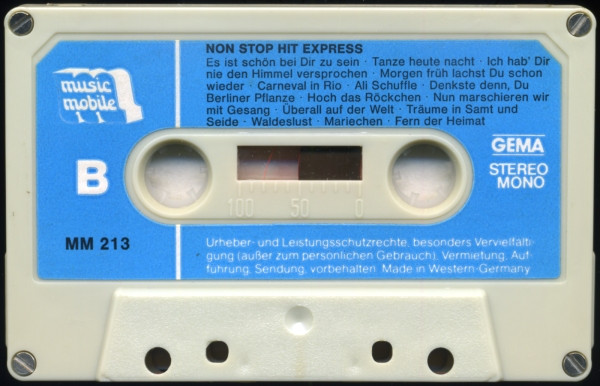 NON STOP HIT EXPRESS
Es ist schön bei Dir zu sein · Tanze heute nacht · Ich hab' Dir
nie den Himmel versprochen · Morgen früh lachst Du schon
wieder · Carneval in Rio · Ali Schuffle · Denkste denn, Du
Berliner Pflanze · Hoch das Röckchen · Nun marschieren wir
mit Gesang · Überall auf der Welt · Träume in Samt und
Seide · Waldeslust · Mariechen · Fern der Heimat
music
mobile
B
GEMA
STEREO
MONO
100 50 0
MM 213
Urheber- und Leistungsschutzrechte, besonders Vervielfälti-
gung (außer zum persönlichen Gebrauch), Vermietung, Auf-
führung, Sendung, vorbehalten. Made in Western-Germany